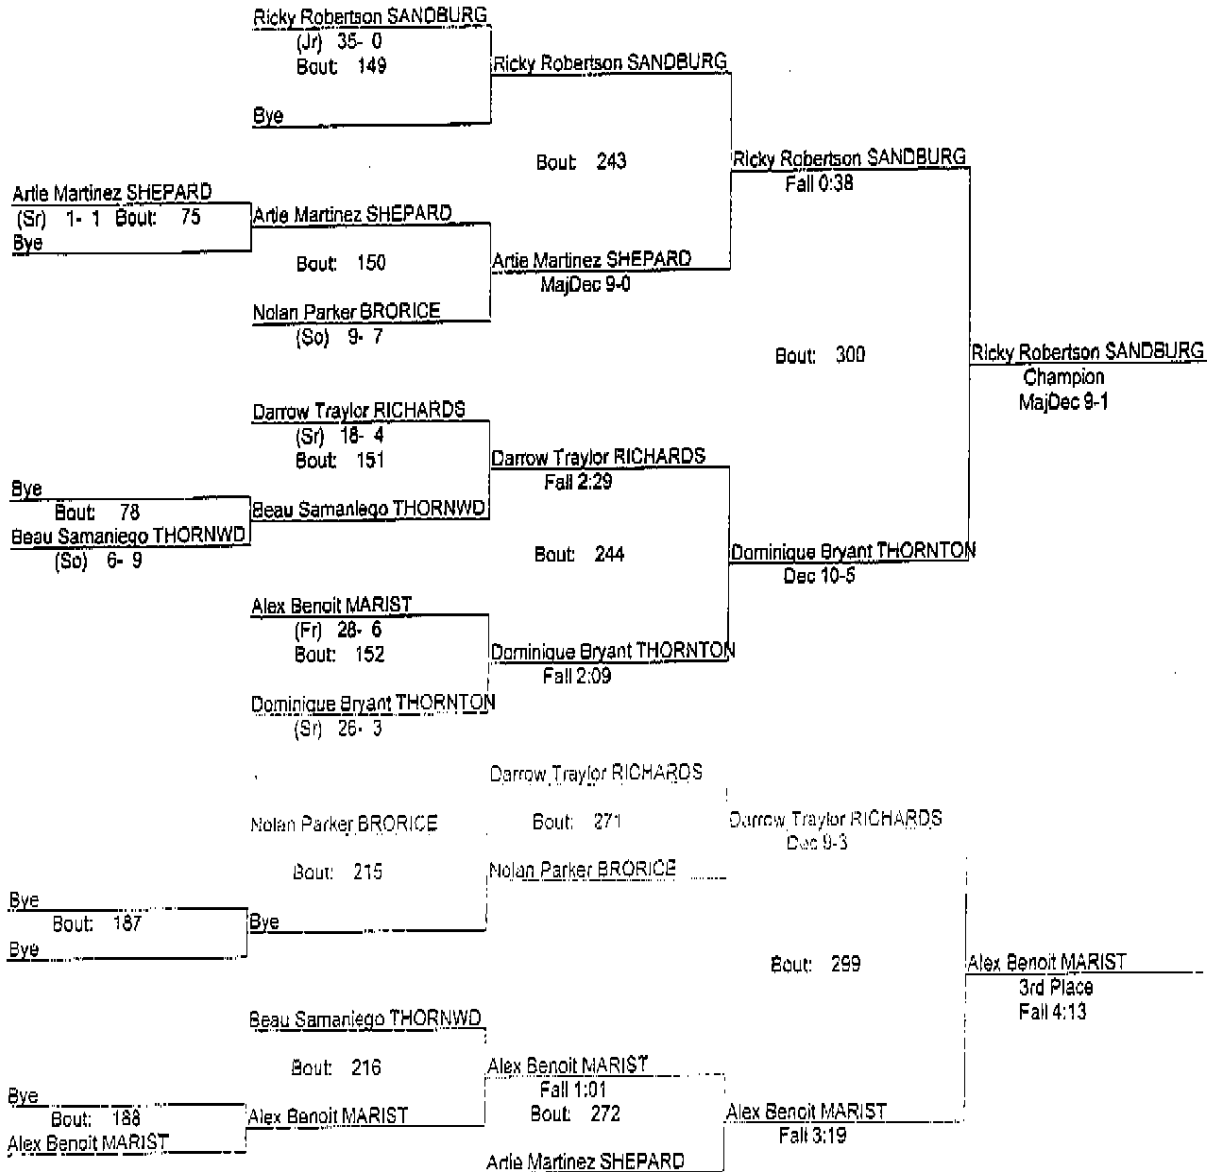 Ricky Robertson SANDBURG
(Jr) 35- 0
Bout: 149
Ricky Robertson SANDBURG
Bye
Bout: 243
Ricky Robertson SANDBURG
Fall 0:38
Artie Martinez SHEPARD
(Sr) 1- 1 Bout: 75
Bye
Artie Martinez SHEPARD
Bout: 150
Artie Martinez SHEPARD
MajDec 9-0
Nolan Parker BRORICE
(So) 9- 7
Bout: 300
Ricky Robertson SANDBURG
Champion
MajDec 9-1
Darrow Traylor RICHARDS
(Sr) 18- 4
Bout: 151
Darrow Traylor RICHARDS
Fall 2:29
Bye
Bout: 78
Beau Samaniego THORNWD
(So) 6- 9
Beau Samaniego THORNWD
Bout: 244
Dominique Bryant THORNTON
Dec 10-5
Alex Benoit MARIST
(Fr) 28- 6
Bout: 152
Dominique Bryant THORNTON
Fall 2:09
Dominique Bryant THORNTON
(Sr) 26- 3
Darrow Traylor RICHARDS
Nolan Parker BRORICE
Bout: 271
Darrow Traylor RICHARDS
Dec 9-3
Bout: 215
Nolan Parker BRORICE
Bye
Bout: 187
Bye
Bye
Bout: 299
Alex Benoit MARIST
3rd Place
Fall 4:13
Beau Samaniego THORNWD
Bout: 216
Alex Benoit MARIST
Fall 1:01
Bye
Bout: 188
Alex Benoit MARIST
Alex Benoit MARIST
Bout: 272
Alex Benoit MARIST
Fall 3:19
Artie Martinez SHEPARD